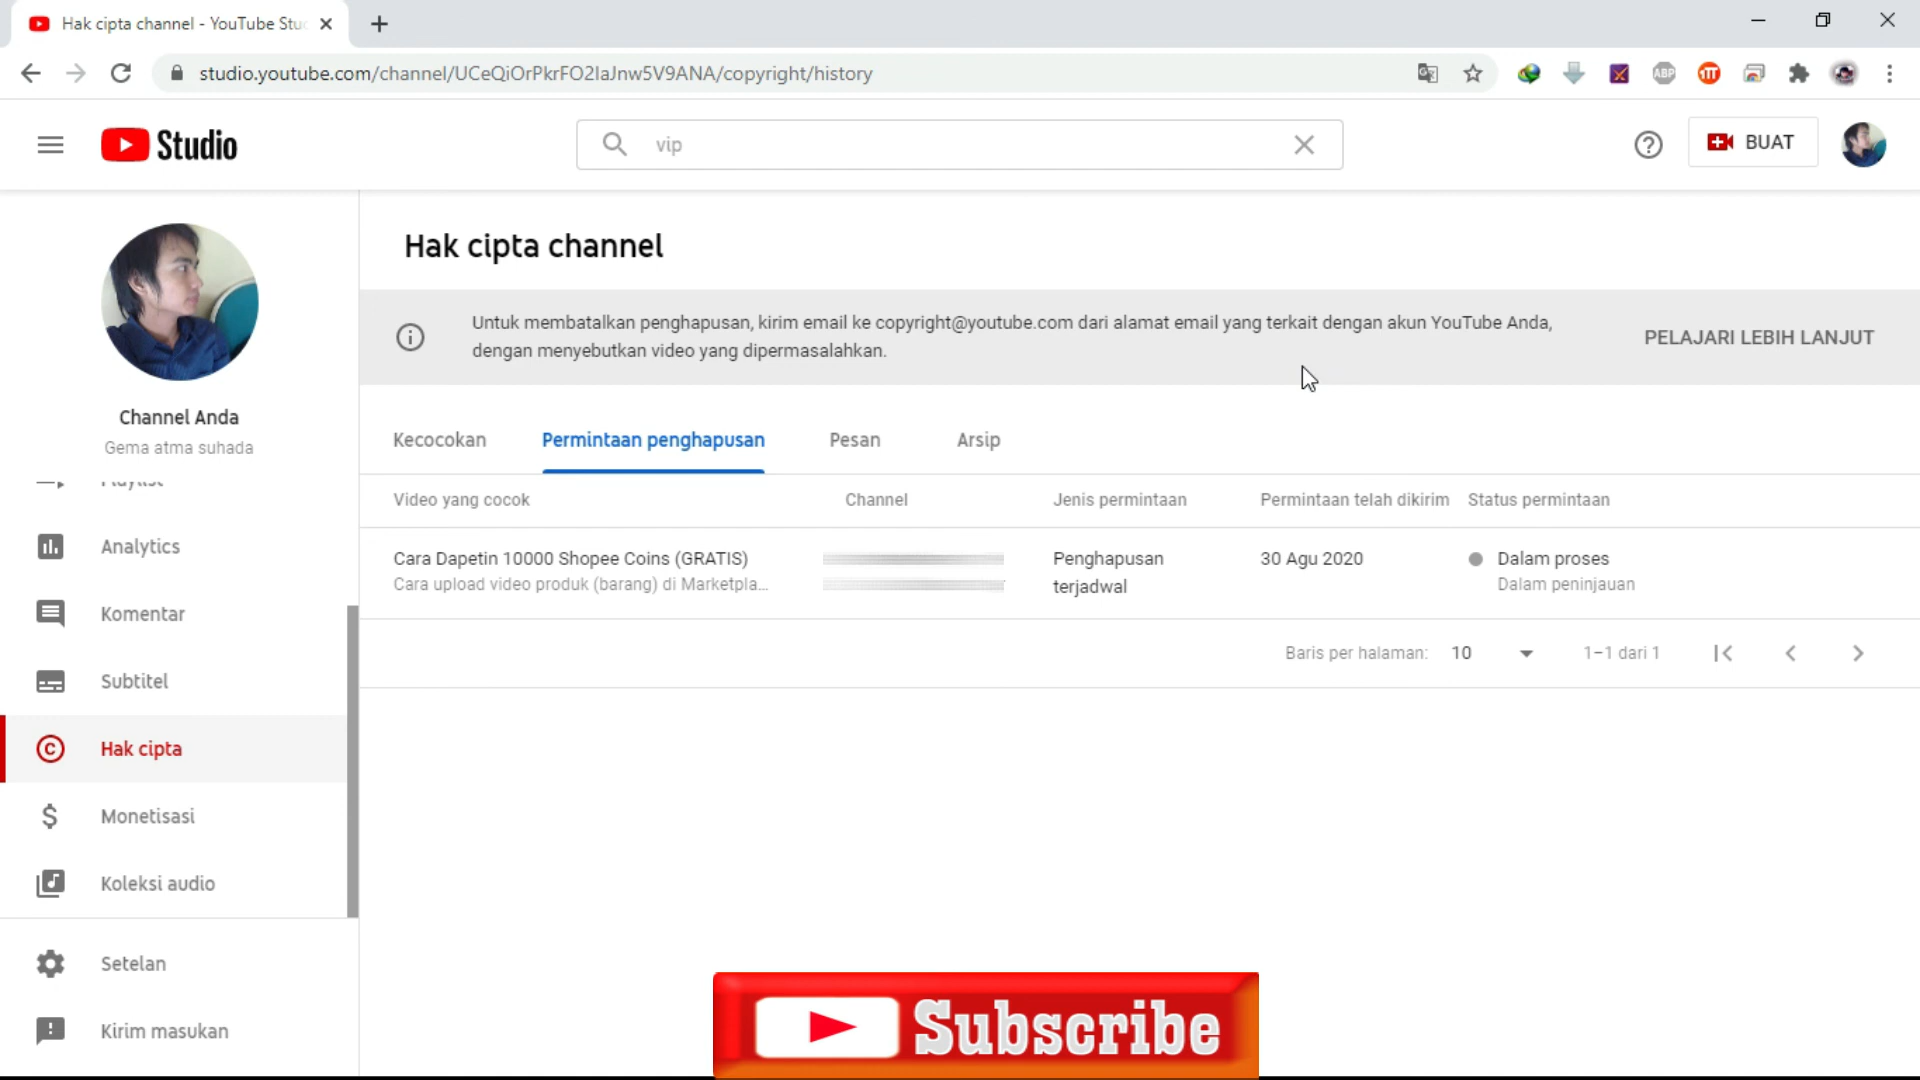 Hak cipta channel - YouTube Stu
studio.youtube.com/channel/UCeQiOrPkrFO2IaJnw5V9ANA/copyright/history
ABP
Studio
vip
BUAT
Channel Anda
Gema atma suhada
Playlist
Analytics
Komentar
Subtitel
Hak cipta
Monetisasi
Koleksi audio
Setelan
Kirim masukan
Hak cipta channel
Untuk membatalkan penghapusan, kirim email ke copyright@youtube.com dari alamat email yang terkait dengan akun YouTube Anda,
dengan menyebutkan video yang dipermasalahkan.
PELAJARI LEBIH LANJUT
Kecocokan Permintaan penghapusan Pesan Arsip
Video yang cocok Channel Jenis permintaan Permintaan telah dikirim Status permintaan
Cara Dapetin 10000 Shopee Coins (GRATIS)
Cara upload video produk (barang) di Marketpla...
Penghapusan
terjadwal
30 Agu 2020
Dalam proses
Dalam peninjauan
Baris per halaman: 10 1–1 dari 1
Subscribe